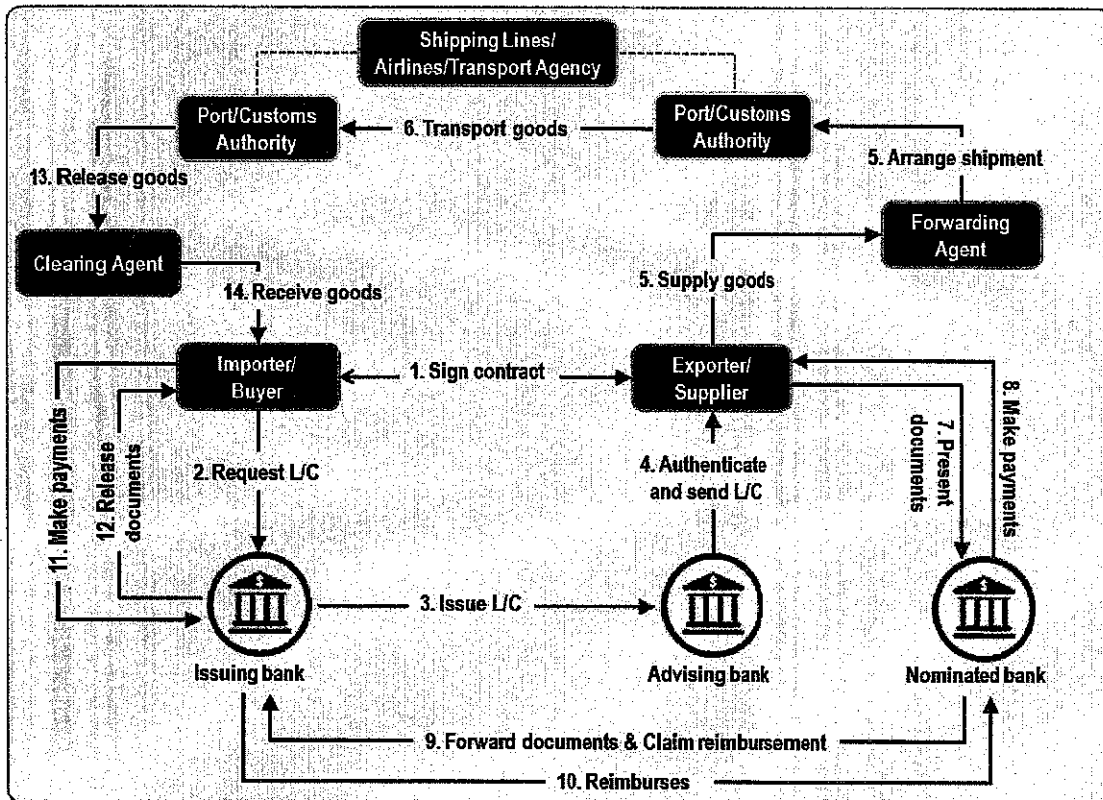 Shipping Lines/
Airlines/Transport Agency
Port/Customs
Authority
6. Transport goods
Port/Customs
Authority
13. Release goods
5. Arrange shipment
Clearing Agent
Forwarding
Agent
14. Receive goods
5. Supply goods
Importer/
Buyer
1. Sign contract
Exporter/
Supplier
11. Make payments
12. Release
documents
2. Request L/C
4. Authenticate
and send L/C
7. Present
documents
8. Make payments
3. Issue L/C
Issuing bank
Advising bank
Nominated bank
9. Forward documents & Claim reimbursement
10. Reimburses